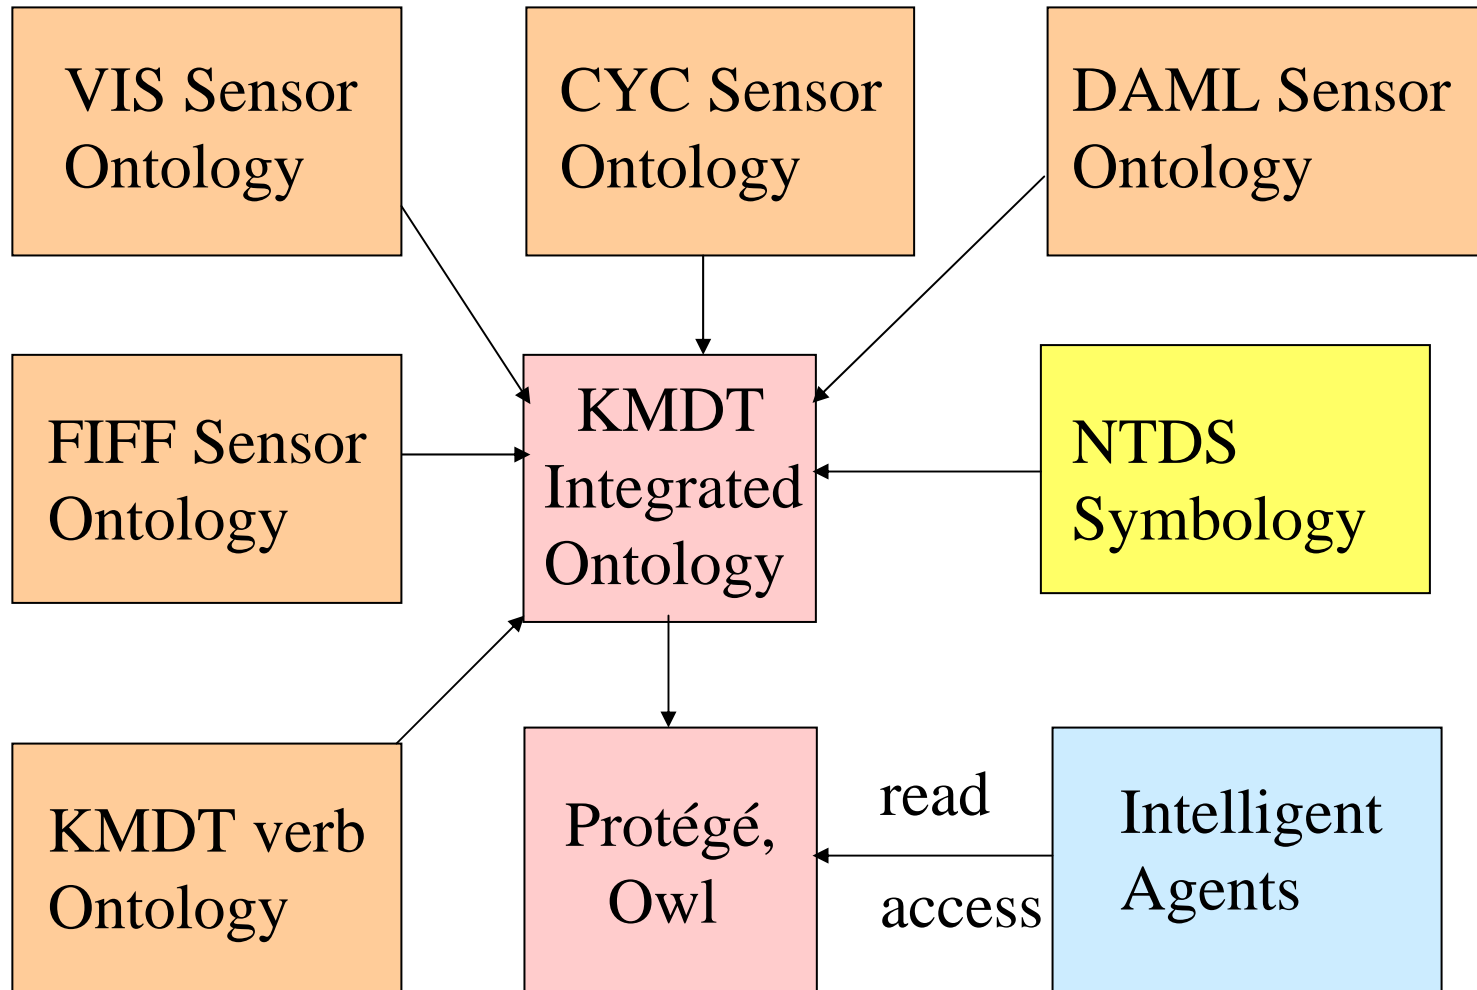 VIS Sensor
Ontology
CYC Sensor
Ontology
DAML Sensor
Ontology
FIFF Sensor
Ontology
KMDT
Integrated
Ontology
NTDS
Symbology
KMDT verb
Ontology
Protégé,
Owl
read
access
Intelligent
Agents